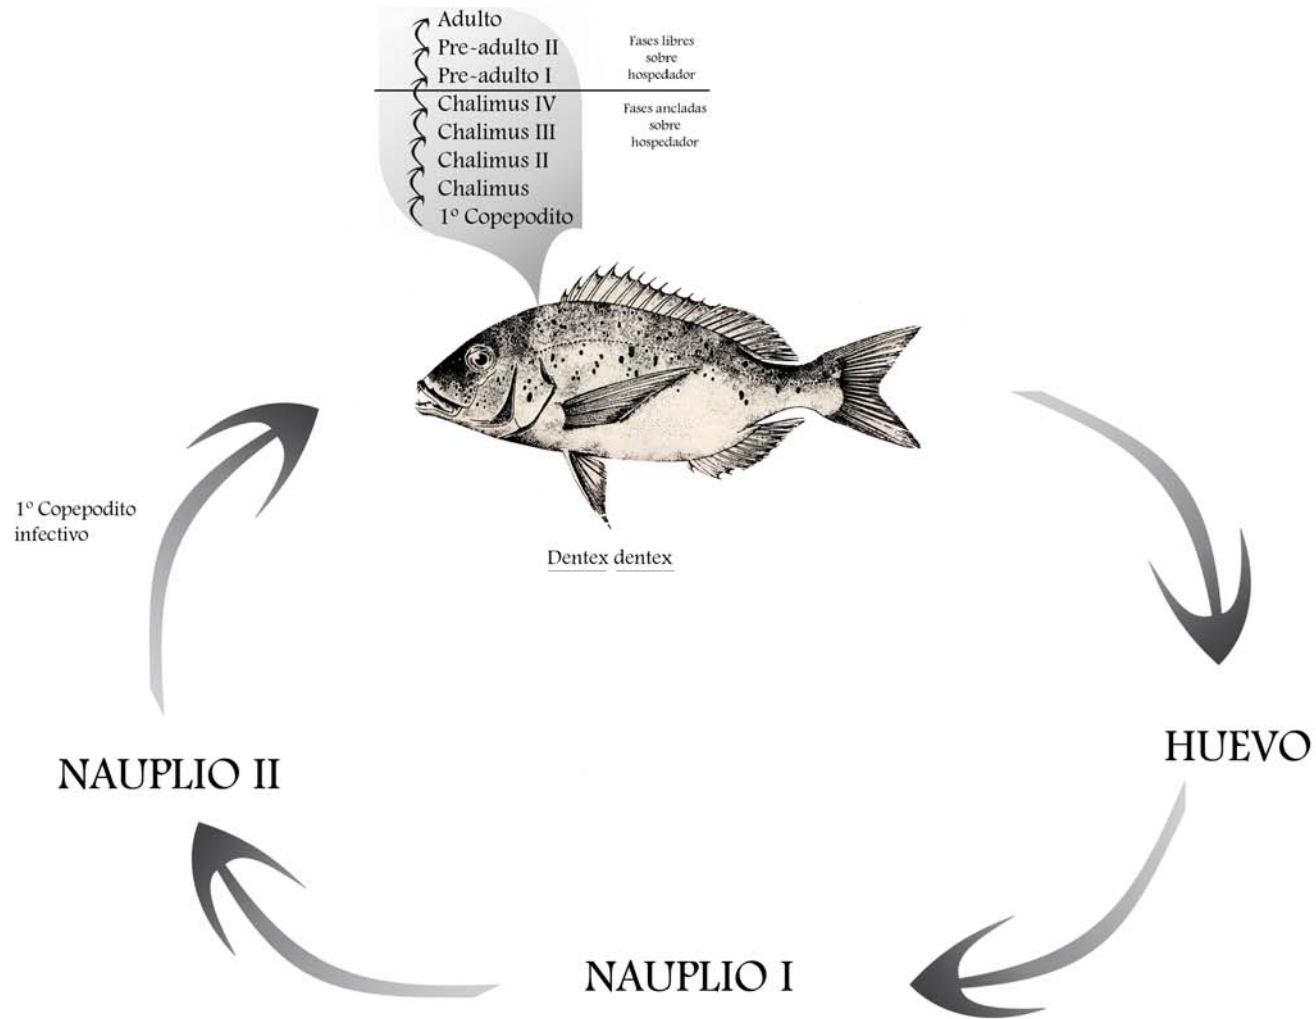 Adulto
Pre-adulto II
Pre-adulto I
Chalimus IV
Chalimus III
Chalimus II
Chalimus
1º Copepodito
Fases libres
sobre
hospedador
Fases ancladas
sobre
hospedador
Dentex dentex
1º Copepodito
infectivo
HUEVO
NAUPLIO II
NAUPLIO I